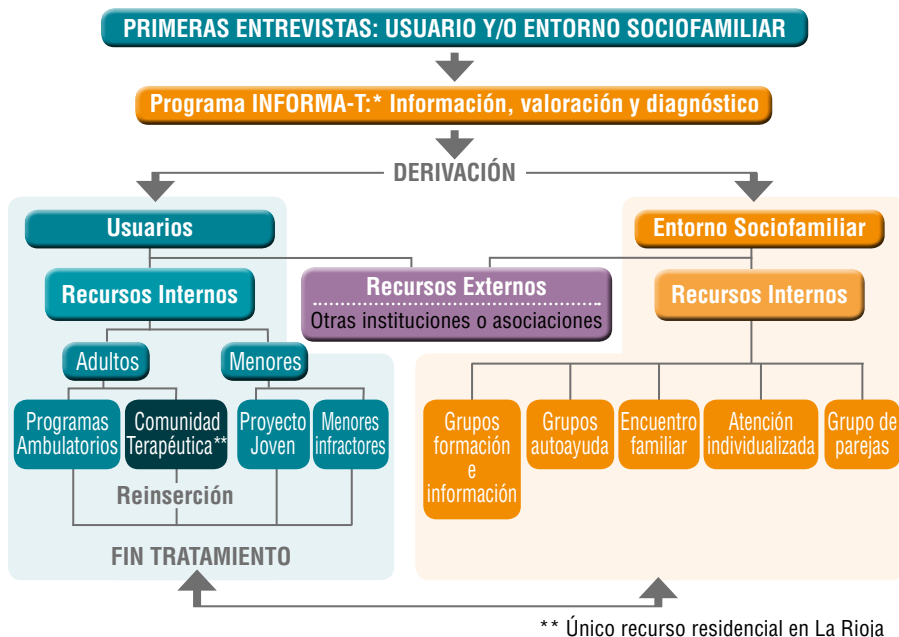 PRIMERAS ENTREVISTAS: USUARIO Y/O ENTORNO SOCIOFAMILIAR
Programa INFORMA-T:* Información, valoración y diagnóstico
DERIVACIÓN
Usuarios
Entorno Sociofamiliar
Recursos Internos
Recursos Externos
Otras instituciones o asociaciones
Recursos Internos
Adultos
Menores
Programas
Ambulatorios
Comunidad
Terapéutica**
Proyecto
Joven
Menores
infractores
Grupos
formación
e
información
Grupos
autoayuda
Encuentro
familiar
Atención
individualizada
Grupo de
parejas
Reinserción
FIN TRATAMIENTO
** Único recurso residencial en La Rioja